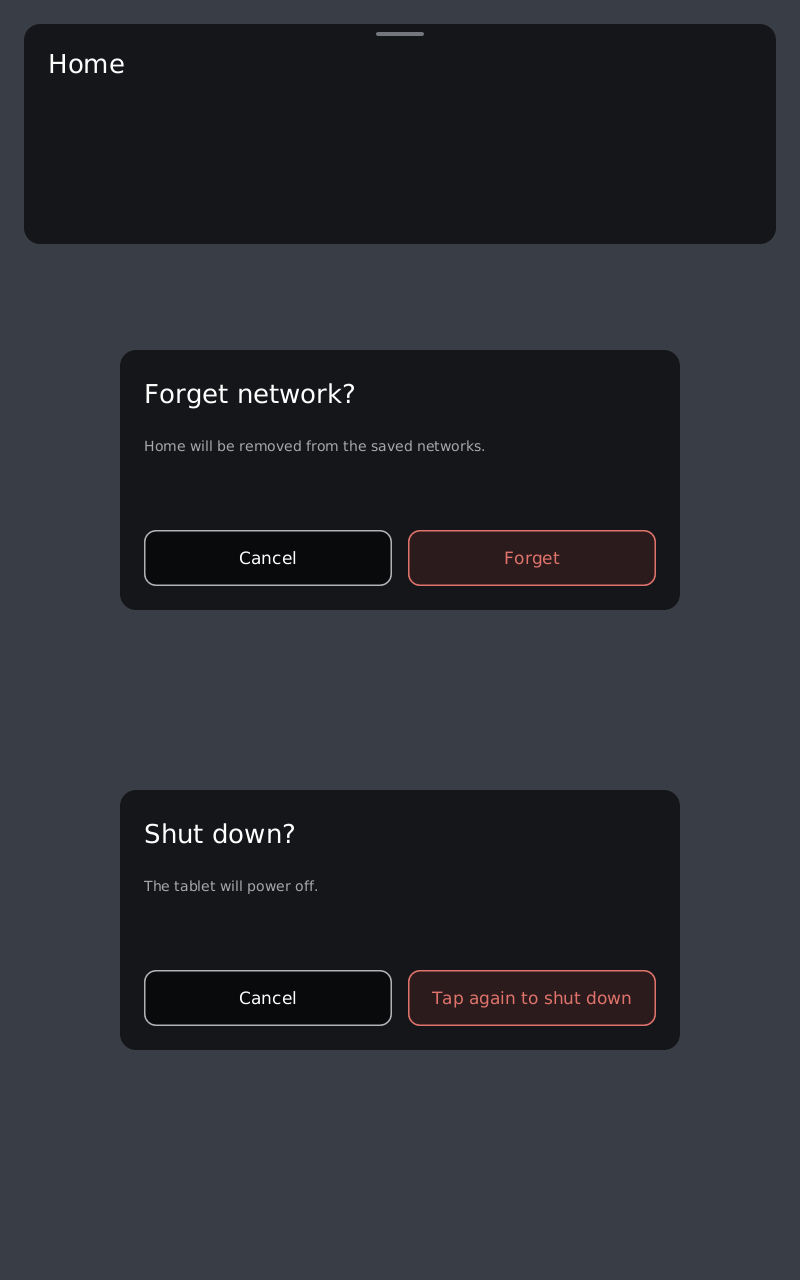 Home
Forget network?
Home will be removed from the saved networks.
Cancel
Forget
Shut down?
The tablet will power off.
Cancel
Tap again to shut down